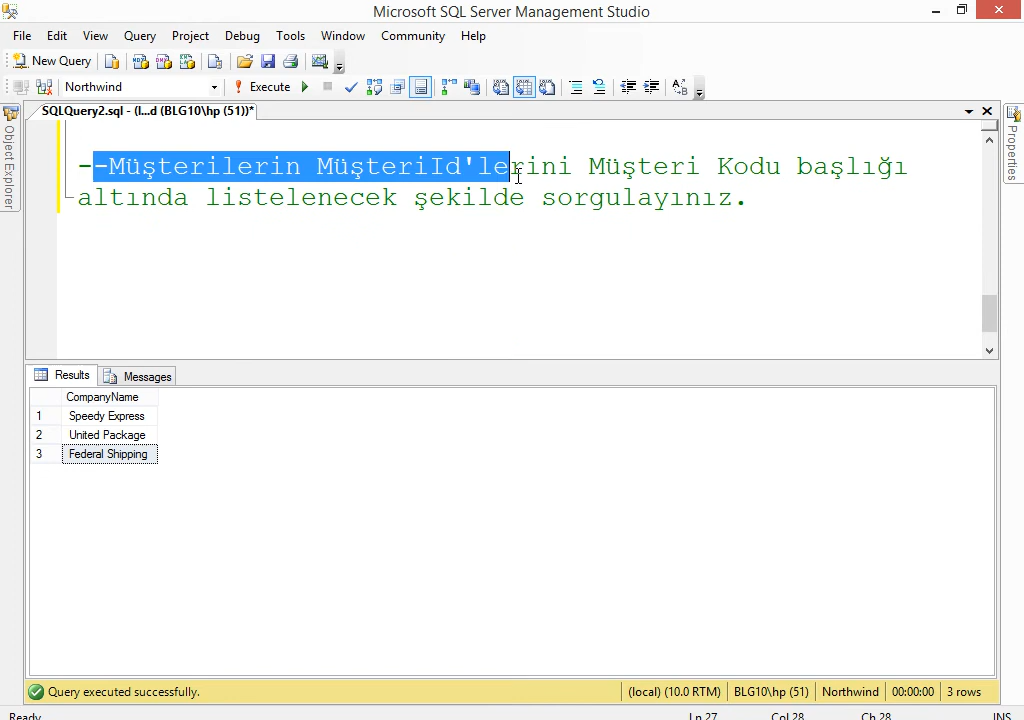 Microsoft SQL Server Management Studio
File Edit View Query Project Debug Tools Window Community Help
New Query
Northwind Execute
SQLQuery2.sql - (l...d (BLG10\hp (51))*
Object Explorer
Properties
--Müşterilerin MüşteriId'lerini Müşteri Kodu başlığı
altında listelenecek şekilde sorgulayınız.
Results Messages
CompanyName
1 Speedy Express
2 United Package
3 Federal Shipping
Query executed successfully. (local) (10.0 RTM) BLG10\hp (51) Northwind 00:00:00 3 rows
Ready Ln 27 Col 28 Ch 28 INS